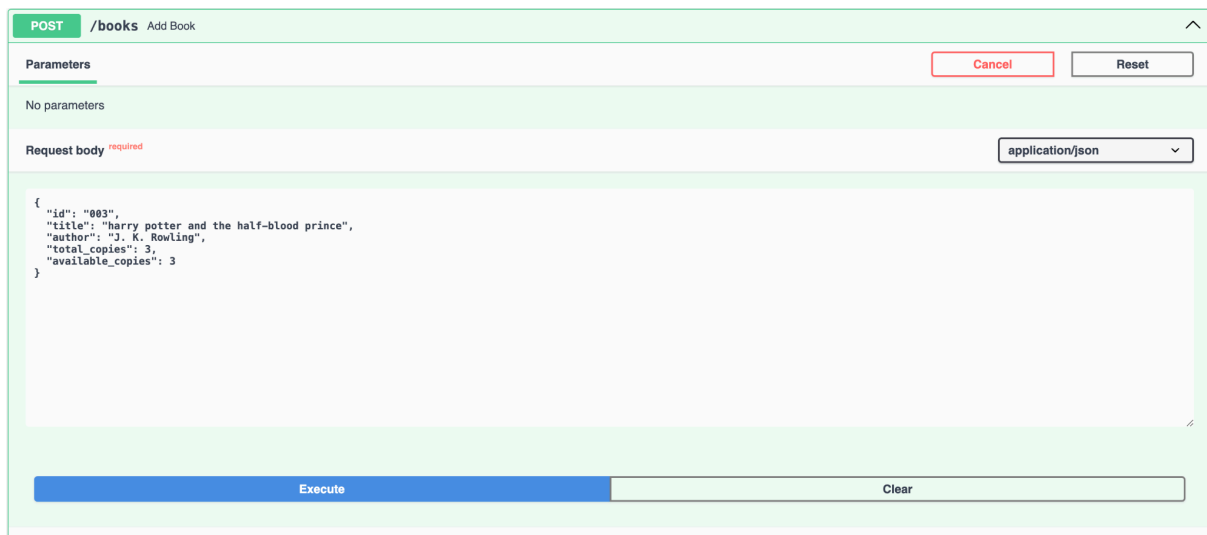 POST /books Add Book
Parameters
Cancel
Reset
No parameters
Request body required
application/json
{
  "id": "003",
  "title": "harry potter and the half-blood prince",
  "author": "J. K. Rowling",
  "total_copies": 3,
  "available_copies": 3
}
Execute
Clear